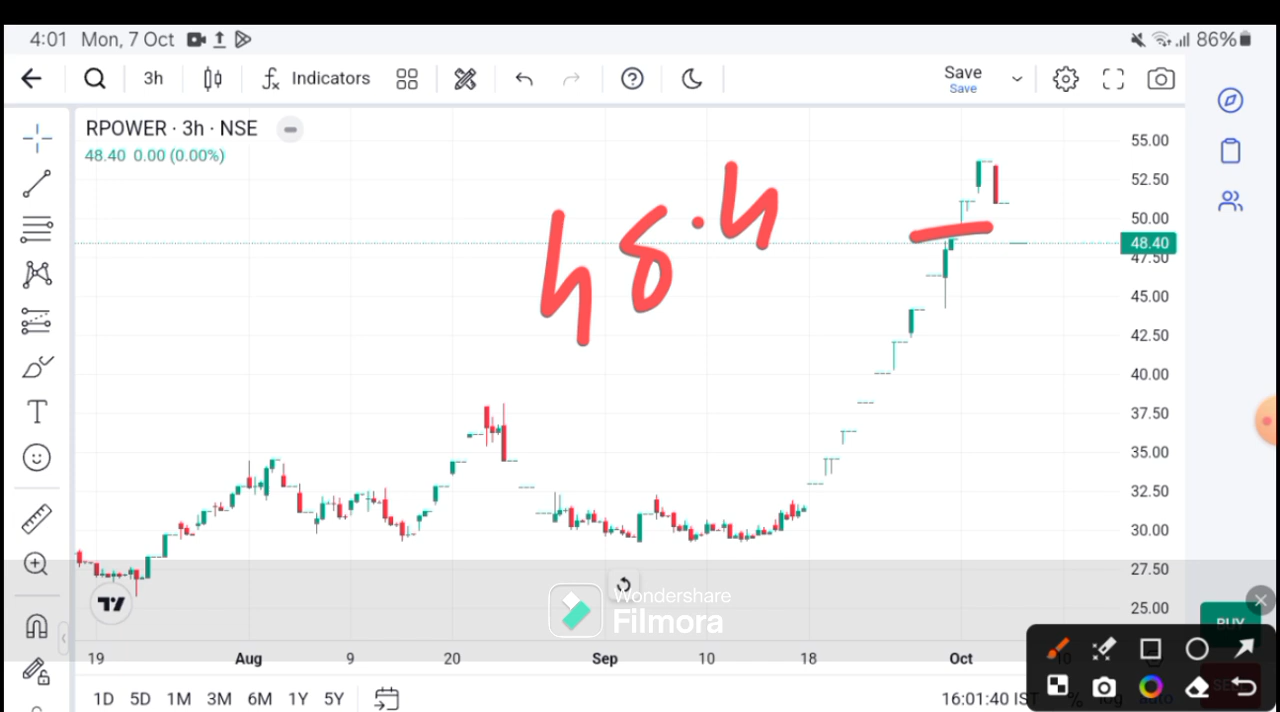 4:01 Mon, 7 Oct 86%
3h Indicators Save
Save
RPOWER · 3h · NSE
48.40 0.00 (0.00%)
48.4
55.00
52.50
50.00
48.40
47.50
45.00
42.50
40.00
37.50
35.00
32.50
30.00
27.50
25.00
BUY
Wondershare
Filmora
19 Aug 9 20 Sep 10 18 Oct 10
1D 5D 1M 3M 6M 1Y 5Y 16:01:40 IST % log auto